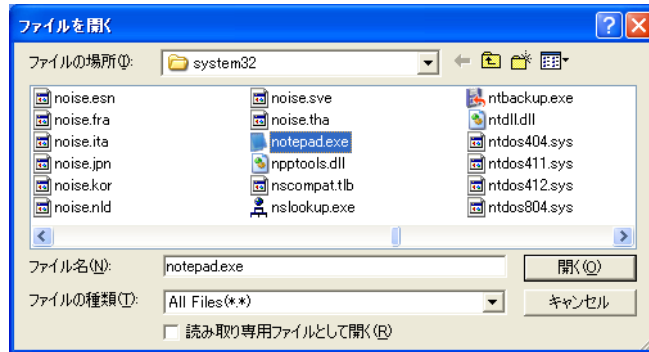 ファイルを開く
ファイルの場所(I):
system32
noise.esn
noise.fra
noise.ita
noise.jpn
noise.kor
noise.nld
noise.sve
noise.tha
notepad.exe
npptools.dll
nscompat.tlb
nslookup.exe
ntbackup.exe
ntdll.dll
ntdos404.sys
ntdos411.sys
ntdos412.sys
ntdos804.sys
ファイル名(N):
notepad.exe
開く(O)
ファイルの種類(T):
All Files(*.*)
キャンセル
読み取り専用ファイルとして開く(R)